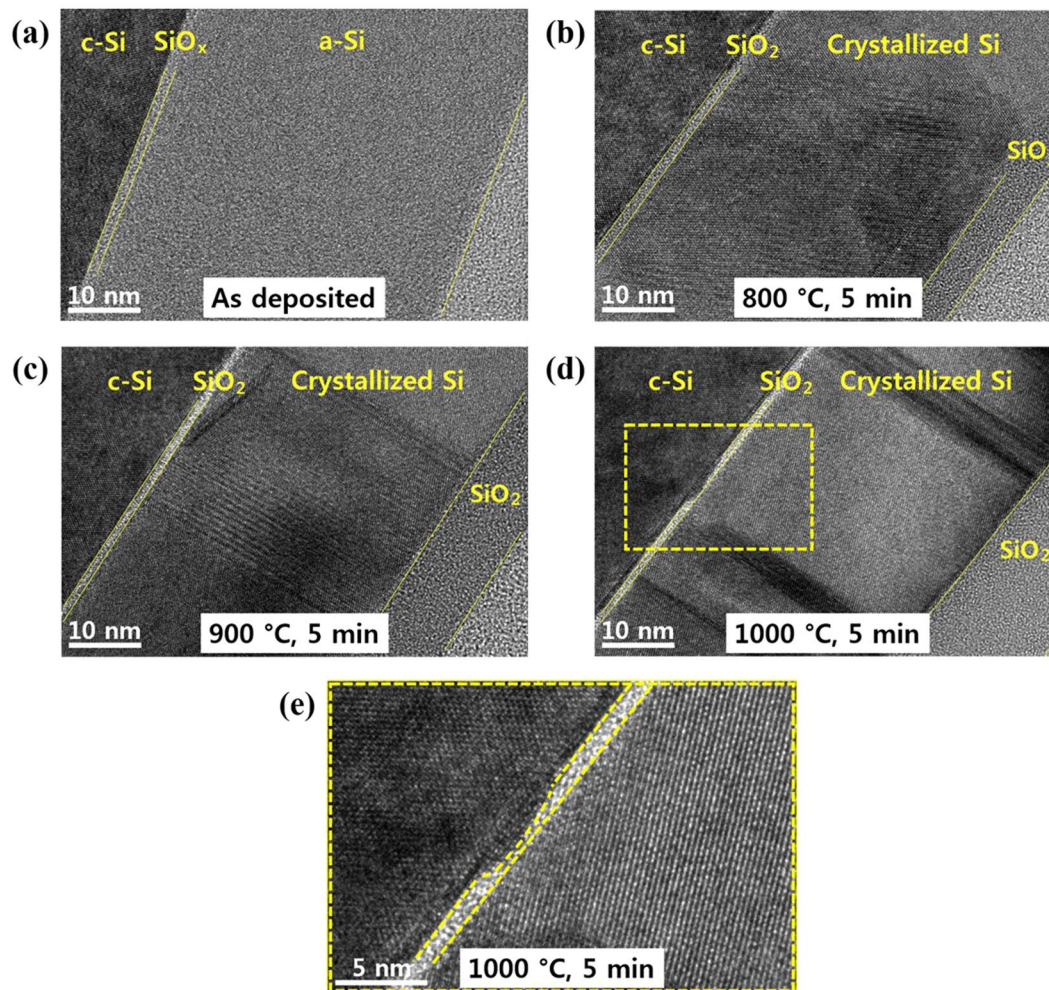 (a)
c-Si SiOₓ a-Si
10 nm
As deposited
(b)
c-Si SiO₂ Crystallized Si
SiO
10 nm
800 °C, 5 min
(c)
c-Si SiO₂ Crystallized Si
SiO₂
10 nm
900 °C, 5 min
(d)
c-Si SiO₂ Crystallized Si
SiO₂
10 nm
1000 °C, 5 min
(e)
5 nm
1000 °C, 5 min